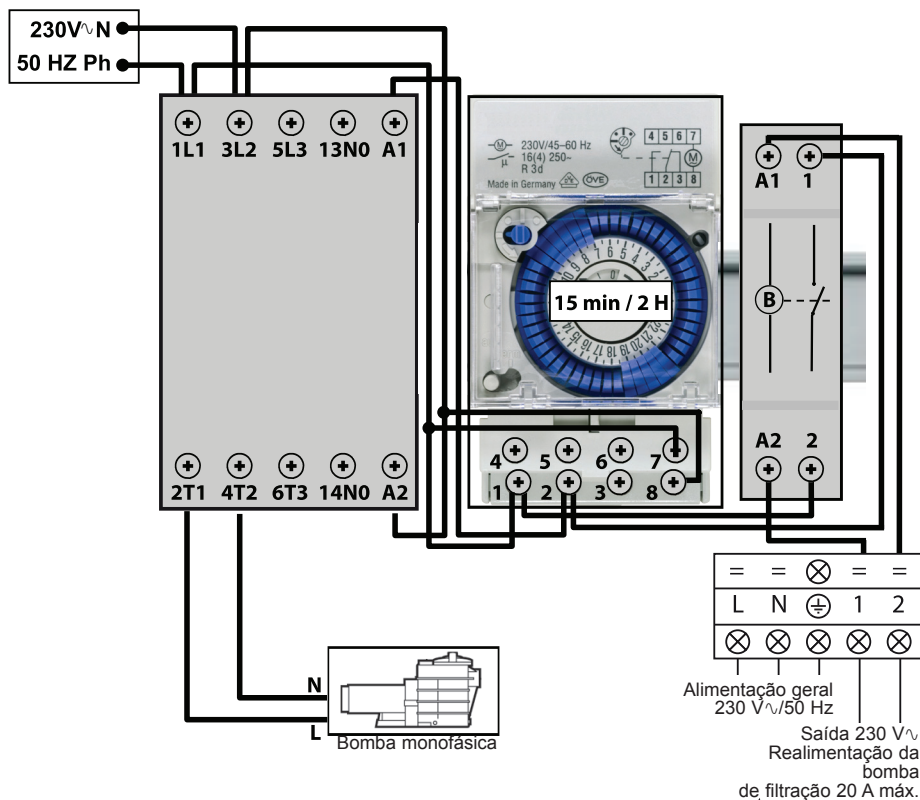 230V∿ N
50 HZ Ph
1L1 3L2 5L3 13N0 A1
2T1 4T2 6T3 14N0 A2
230V/45–60 Hz
16(4) 250~
R 3d
Made in Germany
ÖVE
M
μ
4 5 6 7
M
1 2 3 8
15 min / 2 H
4 5 6 7
1 2 3 8
A1 1
B
A2 2
= = = =
L N 1 2
N
L
Bomba monofásica
Alimentação geral
230 V∿/50 Hz
Saída 230 V∿
Realimentação da
bomba
de filtração 20 A máx.